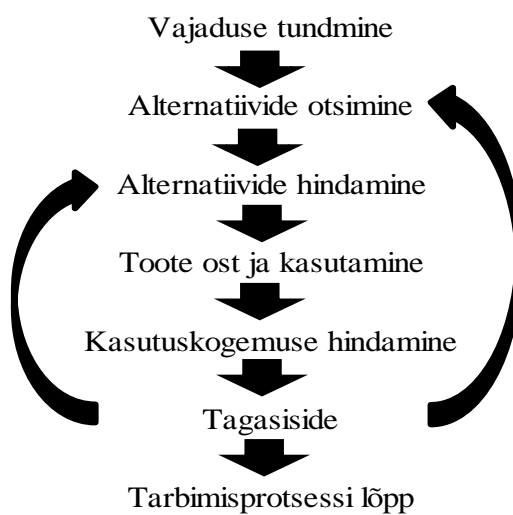 Vajaduse tundmine
Alternatiivide otsimine
Alternatiivide hindamine
Toote ost ja kasutamine
Kasutuskogemuse hindamine
Tagasiside
Tarbimisprotsessi lõpp